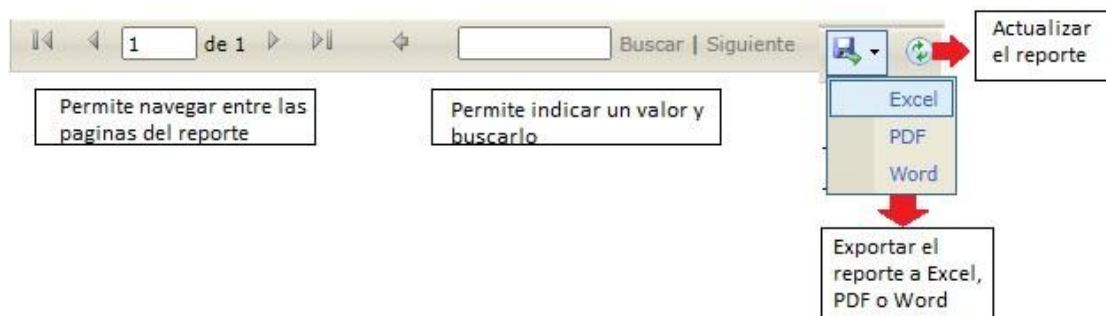 1 de 1 Buscar | Siguiente
Actualizar
el reporte
Permite navegar entre las
paginas del reporte
Permite indicar un valor y
buscarlo
Excel
PDF
Word
Exportar el
reporte a Excel,
PDF o Word